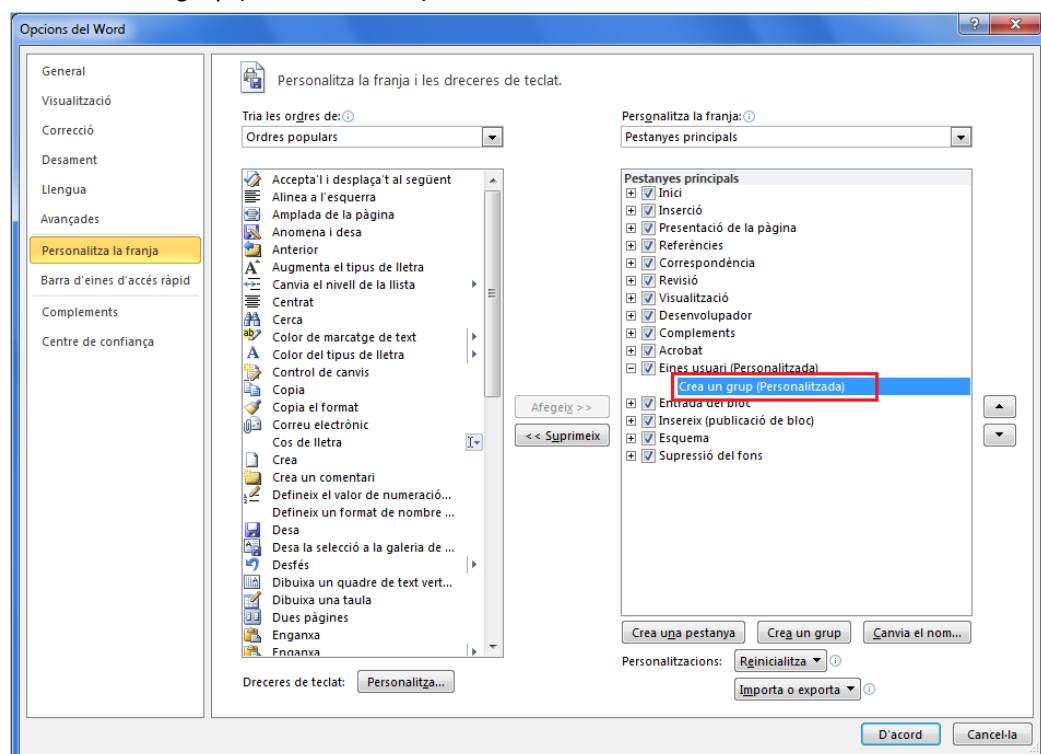 Opcions del Word
General
Visualització
Correcció
Desament
Llengua
Avançades
Personalitza la franja
Barra d'eines d'accés ràpid
Complements
Centre de confiança
Personalitza la franja i les dreceres de teclat.
Tria les ordres de:
Ordres populars
Accepta'l i desplaça't al següent
Alinea a l'esquerra
Amplada de la pàgina
Anomena i desa
Anterior
Augmenta el tipus de lletra
Canvia el nivell de la llista
Centrat
Cerca
Color de marcatge de text
Color del tipus de lletra
Control de canvis
Copia
Copia el format
Correu electrònic
Cos de lletra
Crea
Crea un comentari
Defineix el valor de numeració...
Defineix un format de nombre ...
Desa
Desa la selecció a la galeria de ...
Desfés
Dibuixa un quadre de text vert...
Dibuixa una taula
Dues pàgines
Enganxa
Enganxa
Dreceres de teclat: Personalitza...
Afegeix >>
<< Suprimeix
Personalitza la franja:
Pestanyes principals
Pestanyes principals
Inici
Inserció
Presentació de la pàgina
Referències
Correspondència
Revisió
Visualització
Desenvolupador
Complements
Acrobat
Eines usuari (Personalitzada)
Crea un grup (Personalitzada)
Entrada del bloc
Insereix (publicació de bloc)
Esquema
Supressió del fons
Crea una pestanya Crea un grup Canvia el nom...
Personalitzacions: Reinicialitza
Importa o exporta
D'acord Cancel·la